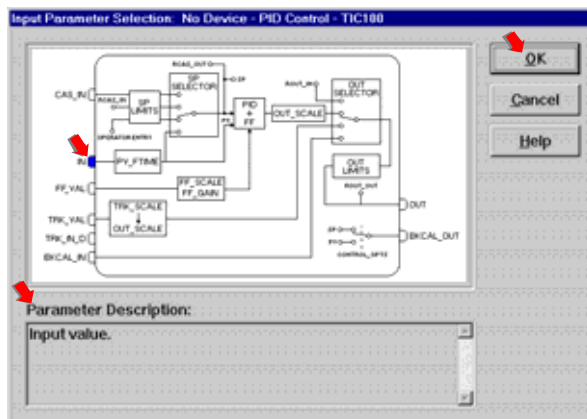 Input Parameter Selection: No Device - PID Control - TIC100
OK
Cancel
Help
RCAS_OUT
SP
CAS_IN
RCAS_IN
SP
LIMITS
OPERATOR ENTRY
SP
SELECTOR
ROUT_IN
OUT
SELECTOR
PID
+
FF
OUT_SCALE
IN
PV_FTIME
PV
OUT
LIMITS
FF_VAL
FF_SCALE
FF_GAIN
ROUT_OUT
TRK_VAL
TRK_SCALE
OUT_SCALE
OUT
TRK_IN_D
SP
PV
BKCAL_OUT
BKCAL_IN
CONTROL_OPTS
Parameter Description:
Input value.